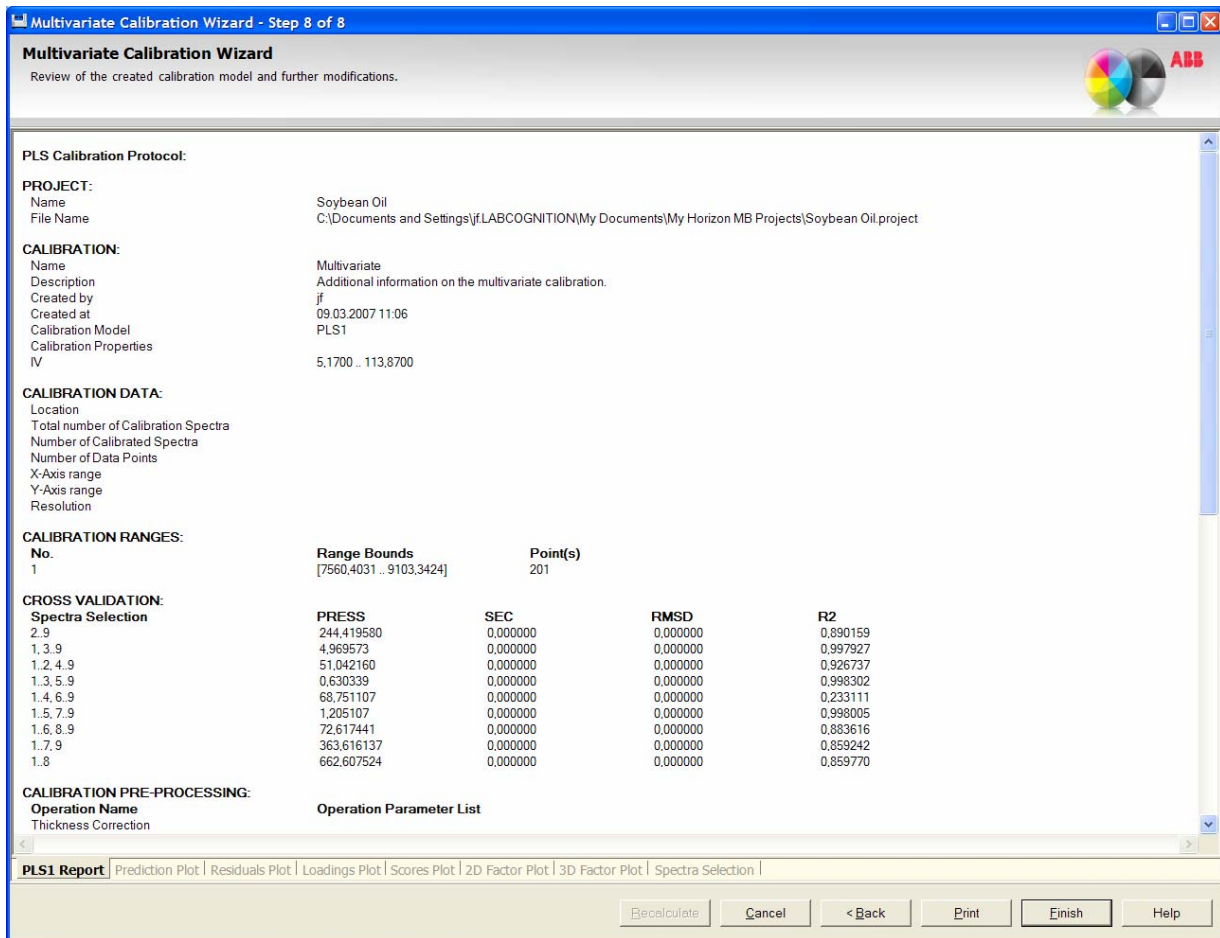 Multivariate Calibration Wizard - Step 8 of 8
Multivariate Calibration Wizard
Review of the created calibration model and further modifications.
ABB
PLS Calibration Protocol:
PROJECT:
Name Soybean Oil
File Name C:\Documents and Settings\jf.LABCOGNITION\My Documents\My Horizon MB Projects\Soybean Oil.project
CALIBRATION:
Name Multivariate
Description Additional information on the multivariate calibration.
Created by jf
Created at 09.03.2007 11:06
Calibration Model PLS1
Calibration Properties
IV 5,1700 .. 113,8700
CALIBRATION DATA:
Location
Total number of Calibration Spectra
Number of Calibrated Spectra
Number of Data Points
X-Axis range
Y-Axis range
Resolution
CALIBRATION RANGES:
No. Range Bounds Point(s)
1 [7560,4031 .. 9103,3424] 201
CROSS VALIDATION:
Spectra Selection PRESS SEC RMSD R2
2..9 244,419580 0,000000 0,000000 0,890159
1, 3..9 4,969573 0,000000 0,000000 0,997927
1..2, 4..9 51,042160 0,000000 0,000000 0,926737
1..3, 5..9 0,630339 0,000000 0,000000 0,998302
1..4, 6..9 68,751107 0,000000 0,000000 0,233111
1..5, 7..9 1,205107 0,000000 0,000000 0,998005
1..6, 8..9 72,617441 0,000000 0,000000 0,883616
1..7, 9 363,616137 0,000000 0,000000 0,859242
1..8 662,607524 0,000000 0,000000 0,859770
CALIBRATION PRE-PROCESSING:
Operation Name Operation Parameter List
Thickness Correction
PLS1 Report Prediction Plot Residuals Plot Loadings Plot Scores Plot 2D Factor Plot 3D Factor Plot Spectra Selection
Recalculate Cancel < Back Print Finish Help